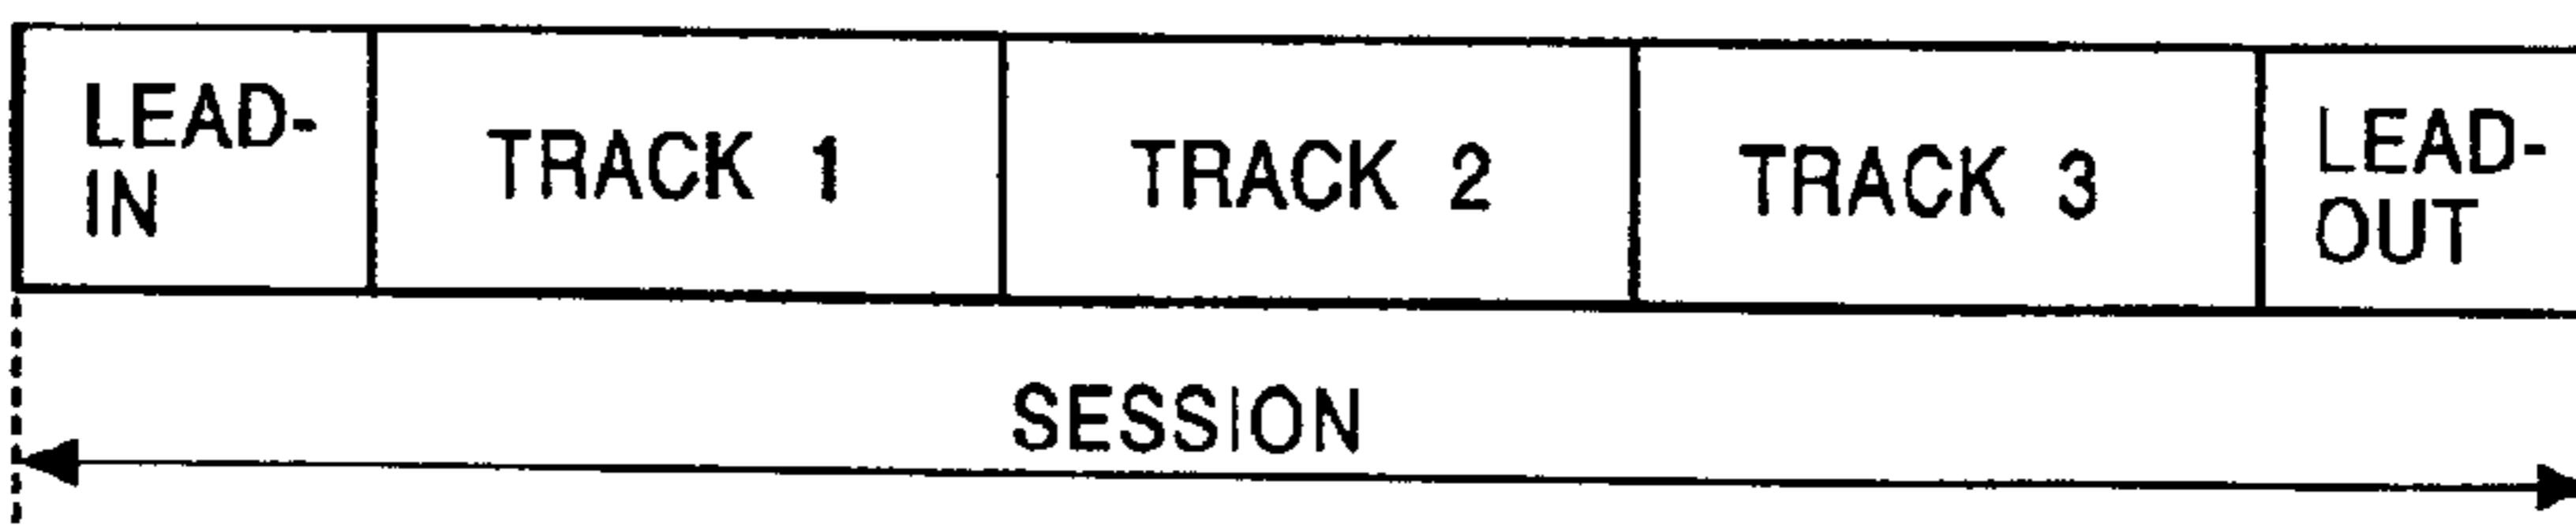 LEAD-
IN
TRACK 1
TRACK 2
TRACK 3
LEAD-
OUT
SESSION